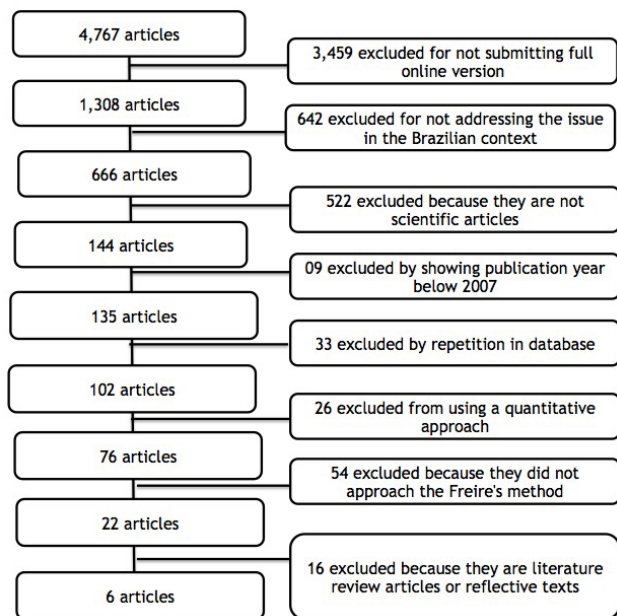 4,767 articles
3,459 excluded for not submitting full
online version
1,308 articles
642 excluded for not addressing the issue
in the Brazilian context
666 articles
522 excluded because they are not
scientific articles
144 articles
09 excluded by showing publication year
below 2007
135 articles
33 excluded by repetition in database
102 articles
26 excluded from using a quantitative
approach
76 articles
54 excluded because they did not
approach the Freire's method
22 articles
16 excluded because they are literature
review articles or reflective texts
6 articles